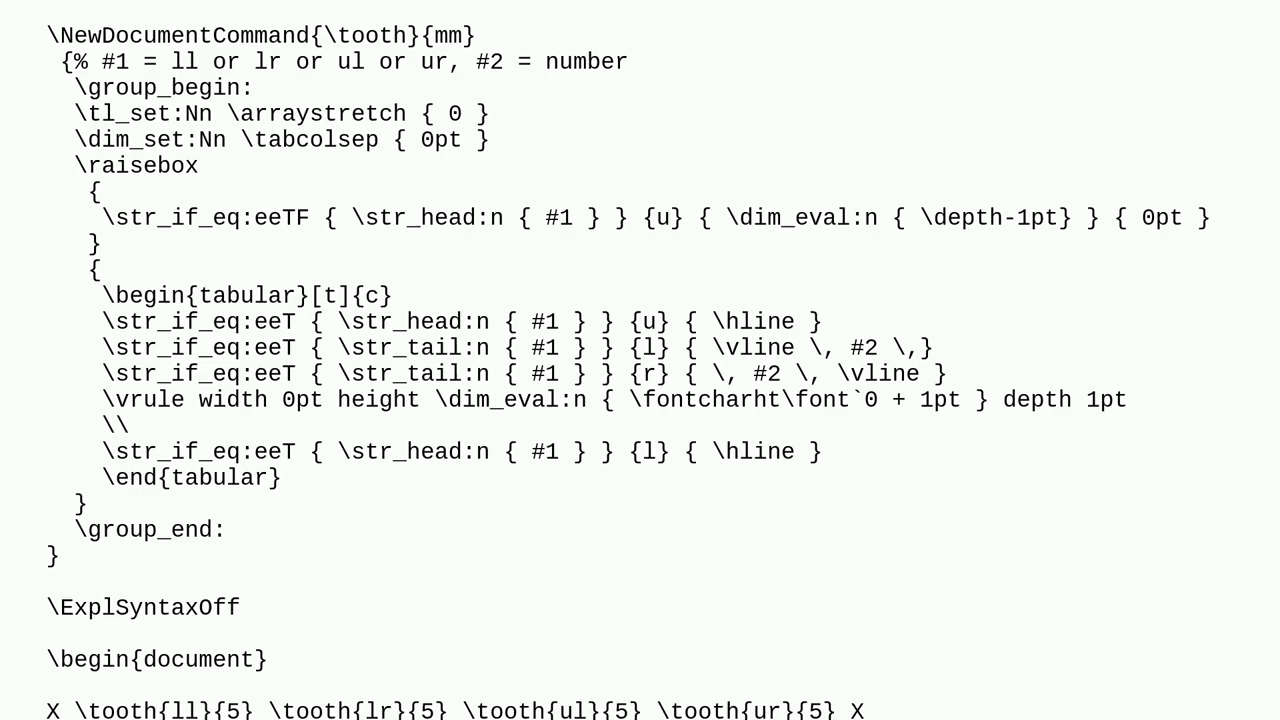 \NewDocumentCommand{\tooth}{mm}
 {% #1 = ll or lr or ul or ur, #2 = number
  \group_begin:
  \tl_set:Nn \arraystretch { 0 }
  \dim_set:Nn \tabcolsep { 0pt }
  \raisebox
   {
    \str_if_eq:eeTF { \str_head:n { #1 } } {u} { \dim_eval:n { \depth-1pt} } { 0pt }
   }
   {
    \begin{tabular}[t]{c}
    \str_if_eq:eeT { \str_head:n { #1 } } {u} { \hline }
    \str_if_eq:eeT { \str_tail:n { #1 } } {l} { \vline \, #2 \,}
    \str_if_eq:eeT { \str_tail:n { #1 } } {r} { \, #2 \, \vline }
    \vrule width 0pt height \dim_eval:n { \fontcharht\font`0 + 1pt } depth 1pt
    \\
    \str_if_eq:eeT { \str_head:n { #1 } } {l} { \hline }
    \end{tabular}
  }
  \group_end:
}

\ExplSyntaxOff

\begin{document}

X \tooth{ll}{5} \tooth{lr}{5} \tooth{ul}{5} \tooth{ur}{5} X